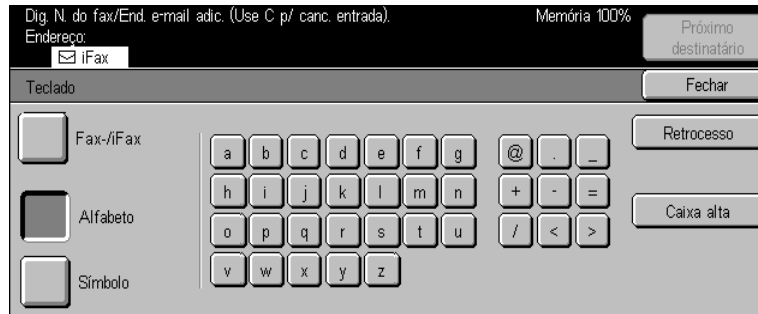 Dig. N. do fax/End. e-mail adic. (Use C p/ canc. entrada). Memória 100%
Endereço:
iFax
Próximo
destinatário
Teclado
Fechar
Fax-/iFax
Retrocesso
a b c d e f g @ . _
h i j k l m n + - =
Alfabeto
Caixa alta
o p q r s t u / < >
v w x y z
Símbolo